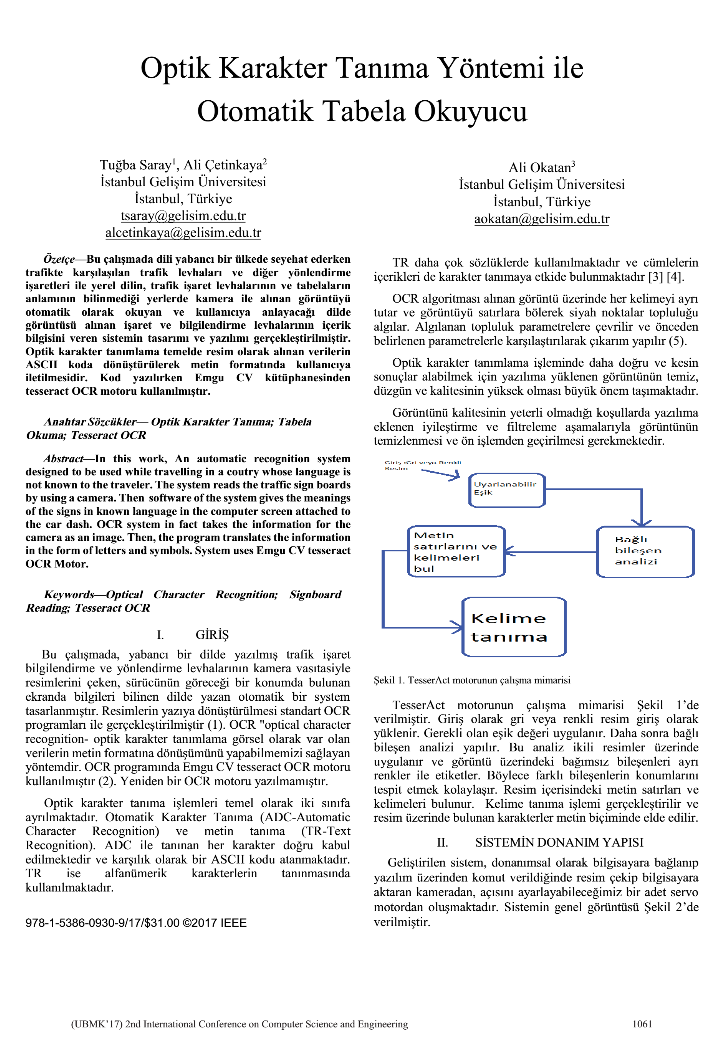 Optik Karakter Tanıma Yöntemi ile
Otomatik Tabela Okuyucu
Tuğba Saray1, Ali Çetinkaya2
İstanbul Gelişim Üniversitesi
İstanbul, Türkiye
tsaray@gelisim.edu.tr
alcetinkaya@gelisim.edu.tr
Ali Okatan3
İstanbul Gelişim Üniversitesi
İstanbul, Türkiye
aokatan@gelisim.edu.tr
Özetçe—Bu çalışmada dili yabancı bir ülkede seyehat ederken
trafikte karşılaşılan trafik levhaları ve diğer yönlendirme
işaretleri ile yerel dilin, trafik işaret levhalarının ve tabelaların
anlamının bilinmediği yerlerde kamera ile alınan görüntüyü
otomatik olarak okuyan ve kullanıcıya anlayacağı dilde
görüntüsü alınan işaret ve bilgilendirme levhalarının içerik
bilgisini veren sistemin tasarımı ve yazılımı gerçekleştirilmiştir.
Optik karakter tanımlama temelde resim olarak alınan verilerin
ASCII koda dönüştürülerek metin formatında kullanıcıya
iletilmesidir. Kod yazılırken Emgu CV kütüphanesinden
tesseract OCR motoru kullanılmıştır.
Anahtar Sözcükler— Optik Karakter Tanıma; Tabela
Okuma; Tesseract OCR
Abstract—In this work, An automatic recognition system
designed to be used while travelling in a coutry whose language is
not known to the traveler. The system reads the traffic sign boards
by using a camera. Then software of the system gives the meanings
of the signs in known language in the computer screen attached to
the car dash. OCR system in fact takes the information for the
camera as an image. Then, the program translates the information
in the form of letters and symbols. System uses Emgu CV tesseract
OCR Motor.
Keywords—Optical Character Recognition; Signboard
Reading; Tesseract OCR
I. GİRİŞ
Bu çalışmada, yabancı bir dilde yazılmış trafik işaret
bilgilendirme ve yönlendirme levhalarının kamera vasıtasiyle
resimlerini çeken, sürücünün göreceği bir konumda bulunan
ekranda bilgileri bilinen dilde yazan otomatik bir system
tasarlanmıştır. Resimlerin yazıya dönüştürülmesi standart OCR
programları ile gerçekleştirilmiştir (1). OCR "optical character
recognition- optik karakter tanımlama görsel olarak var olan
verilerin metin formatına dönüşümünü yapabilmemizi sağlayan
yöntemdir. OCR programında Emgu CV tesseract OCR motoru
kullanılmıştır (2). Yeniden bir OCR motoru yazılmamıştır.
Optik karakter tanıma işlemleri temel olarak iki sınıfa
ayrılmaktadır. Otomatik Karakter Tanıma (ADC-Automatic
Character Recognition) ve metin tanıma (TR-Text
Recognition). ADC ile tanınan her karakter doğru kabul
edilmektedir ve karşılık olarak bir ASCII kodu atanmaktadır.
TR ise alfanümerik karakterlerin tanınmasında
kullanılmaktadır.
978-1-5386-0930-9/17/$31.00 ©2017 IEEE
TR daha çok sözlüklerde kullanılmaktadır ve cümlelerin
içerikleri de karakter tanımaya etkide bulunmaktadır [3] [4].
OCR algoritması alınan görüntü üzerinde her kelimeyi ayrı
tutar ve görüntüyü satırlara bölerek siyah noktalar topluluğu
algılar. Algılanan topluluk parametrelere çevrilir ve önceden
belirlenen parametrelerle karşılaştırılarak çıkarım yapılır (5).
Optik karakter tanımlama işleminde daha doğru ve kesin
sonuçlar alabilmek için yazılıma yüklenen görüntünün temiz,
düzgün ve kalitesinin yüksek olması büyük önem taşımaktadır.
Görüntünü kalitesinin yeterli olmadığı koşullarda yazılıma
eklenen iyileştirme ve filtreleme aşamalarıyla görüntünün
temizlenmesi ve ön işlemden geçirilmesi gerekmektedir.
Giriş: Gri veya Renkli
Resim
Uyarlanabilir
Eşik
Bağlı
bileşen
analizi
Metin
satırlarını ve
kelimeleri
bul
Kelime
tanıma
Şekil 1. TesserAct motorunun çalışma mimarisi
TesserAct motorunun çalışma mimarisi Şekil 1'de
verilmiştir. Giriş olarak gri veya renkli resim giriş olarak
yüklenir. Gerekli olan eşik değeri uygulanır. Daha sonra bağlı
bileşen analizi yapılır. Bu analiz ikili resimler üzerinde
uygulanır ve görüntü üzerindeki bağımsız bileşenleri ayrı
renkler ile etiketler. Böylece farklı bileşenlerin konumlarını
tespit etmek kolaylaşır. Resim içerisindeki metin satırları ve
kelimeleri bulunur. Kelime tanıma işlemi gerçekleştirilir ve
resim üzerinde bulunan karakterler metin biçiminde elde edilir.
II. SİSTEMİN DONANIM YAPISI
Geliştirilen sistem, donanımsal olarak bilgisayara bağlanıp
yazılım üzerinden komut verildiğinde resim çekip bilgisayara
aktaran kameradan, açısını ayarlayabileceğimiz bir adet servo
motordan oluşmaktadır. Sistemin genel görüntüsü Şekil 2'de
verilmiştir.
(UBMK'17) 2nd International Conference on Computer Science and Engineering
1061